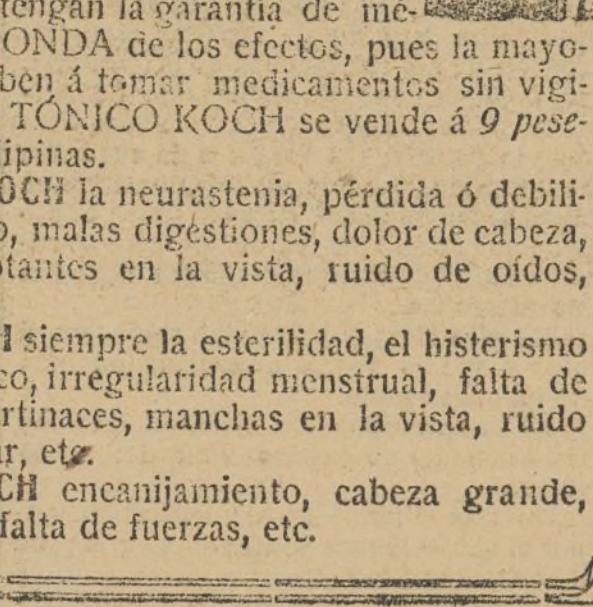 tengan la garantía de mé-
ONDA de los efectos, pues la mayo-
ben á tomar medicamentos sin vigi-
TÓNICO KOCH se vende á 9 pese-
ipinas.
OCH la neurastenia, pérdida ó debili-
o, malas digestiones, dolor de cabeza,
otantes en la vista, ruido de oídos,
H siempre la esterilidad, el histerismo
co, irregularidad menstrual, falta de
rtinaces, manchas en la vista, ruido
ar, etc.
CH encanijamiento, cabeza grande,
falta de fuerzas, etc.